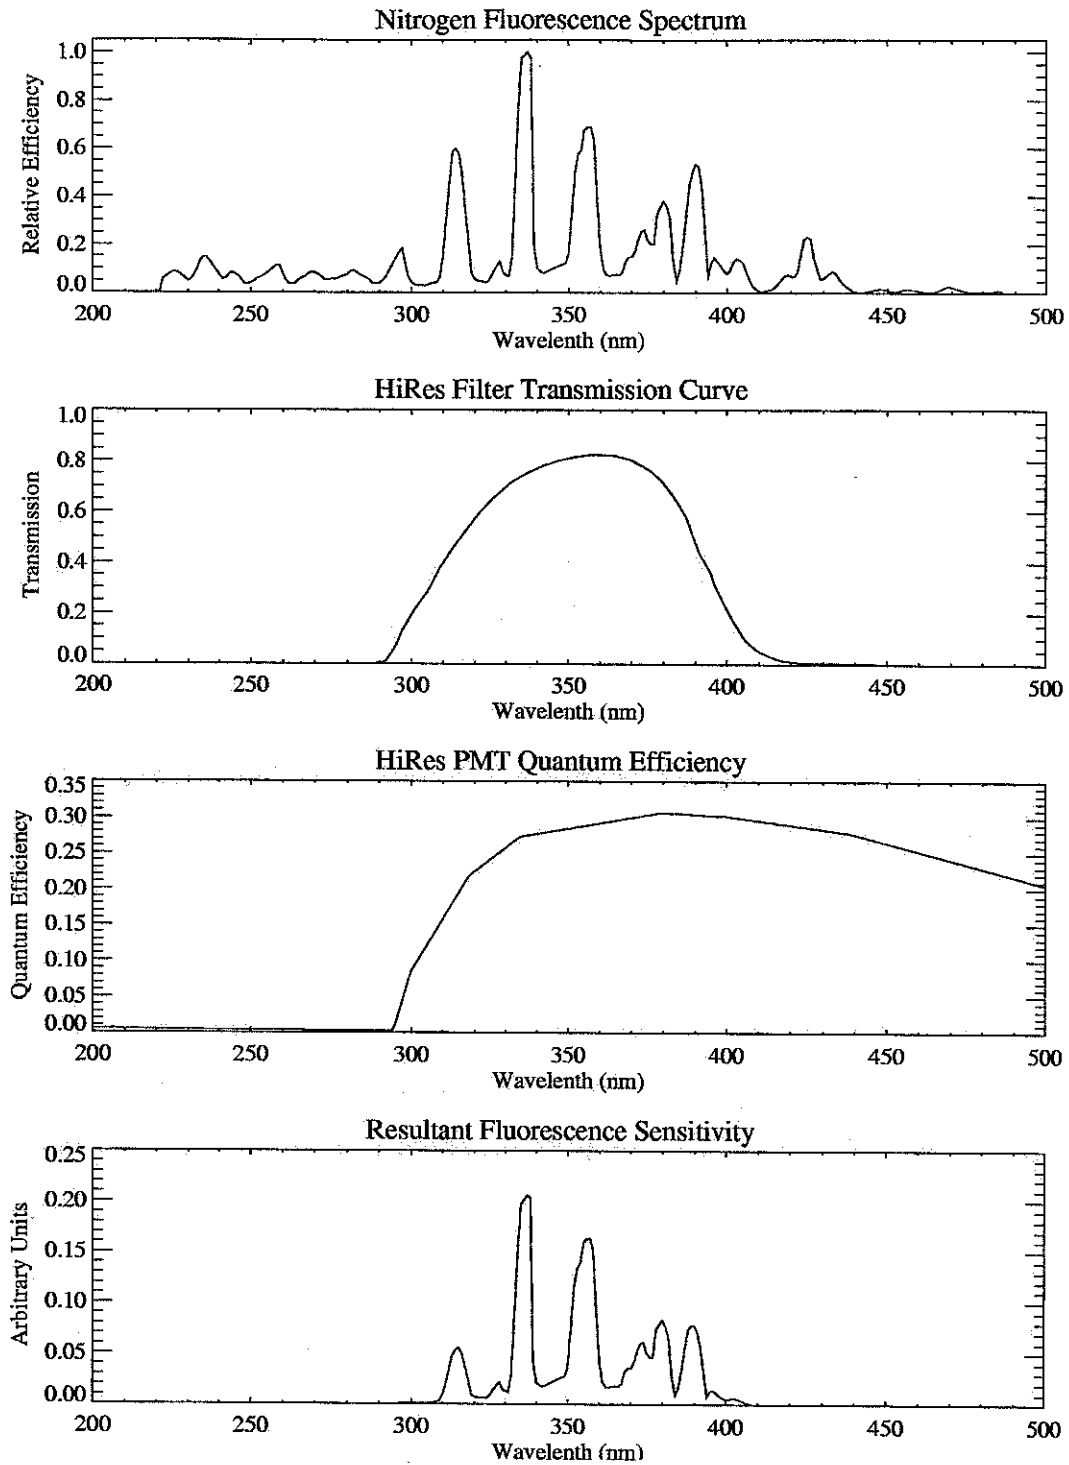 Nitrogen Fluorescence Spectrum
1.0
0.8
0.6
0.4
0.2
0.0
Relative Efficiency
200 250 300 350 400 450 500
Wavelenth (nm)
HiRes Filter Transmission Curve
1.0
0.8
0.6
0.4
0.2
0.0
Transmission
200 250 300 350 400 450 500
Wavelenth (nm)
HiRes PMT Quantum Efficiency
0.35
0.30
0.25
0.20
0.15
0.10
0.05
0.00
Quantum Efficiency
200 250 300 350 400 450 500
Wavelenth (nm)
Resultant Fluorescence Sensitivity
0.25
0.20
0.15
0.10
0.05
0.00
Arbitrary Units
200 250 300 350 400 450 500
Wavelenth (nm)